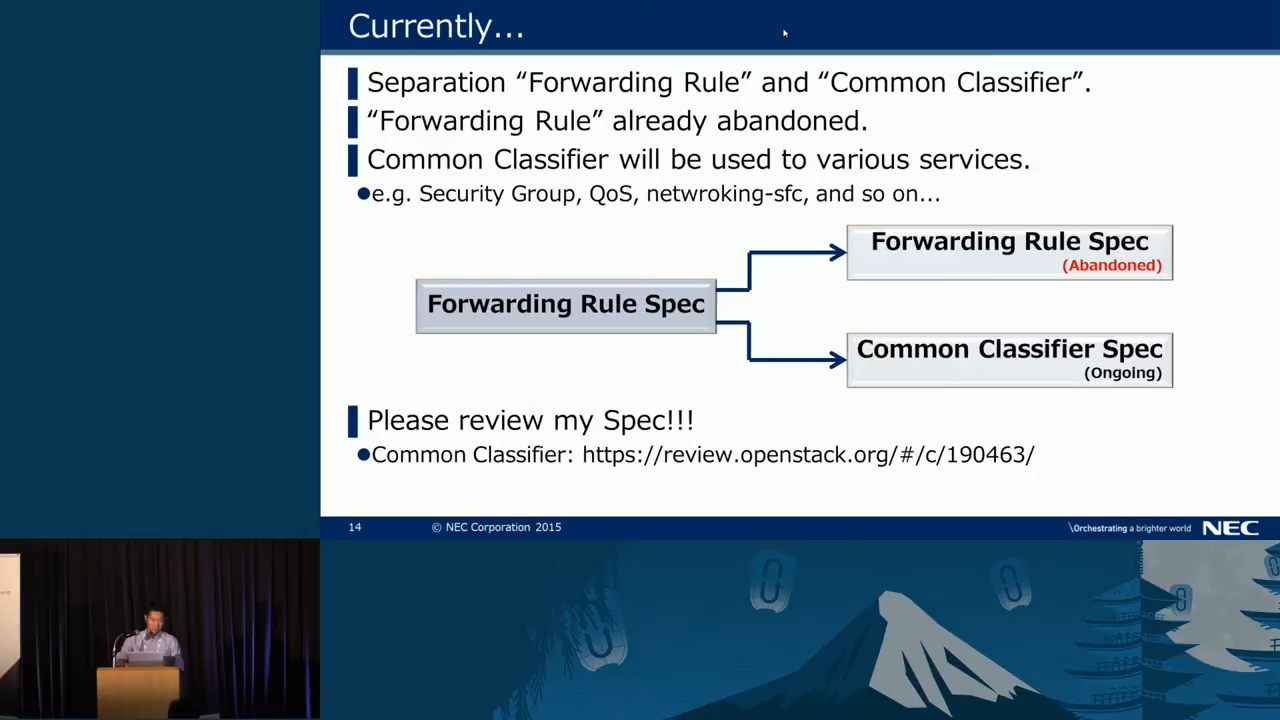 Currently...
Separation “Forwarding Rule” and “Common Classifier”.
“Forwarding Rule” already abandoned.
Common Classifier will be used to various services.
●e.g. Security Group, QoS, netwroking-sfc, and so on...
Forwarding Rule Spec
(Abandoned)
Forwarding Rule Spec
Common Classifier Spec
(Ongoing)
Please review my Spec!!!
●Common Classifier: https://review.openstack.org/#/c/190463/
14 © NEC Corporation 2015 \Orchestrating a brighter world NEC